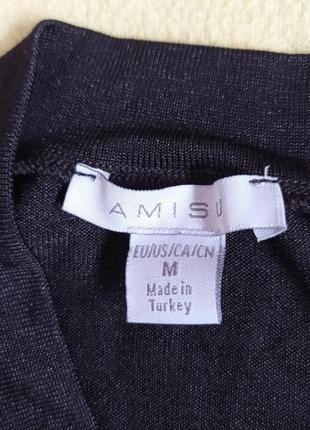 AMISU
EU/US/CA/CN
M
Made in
Turkey